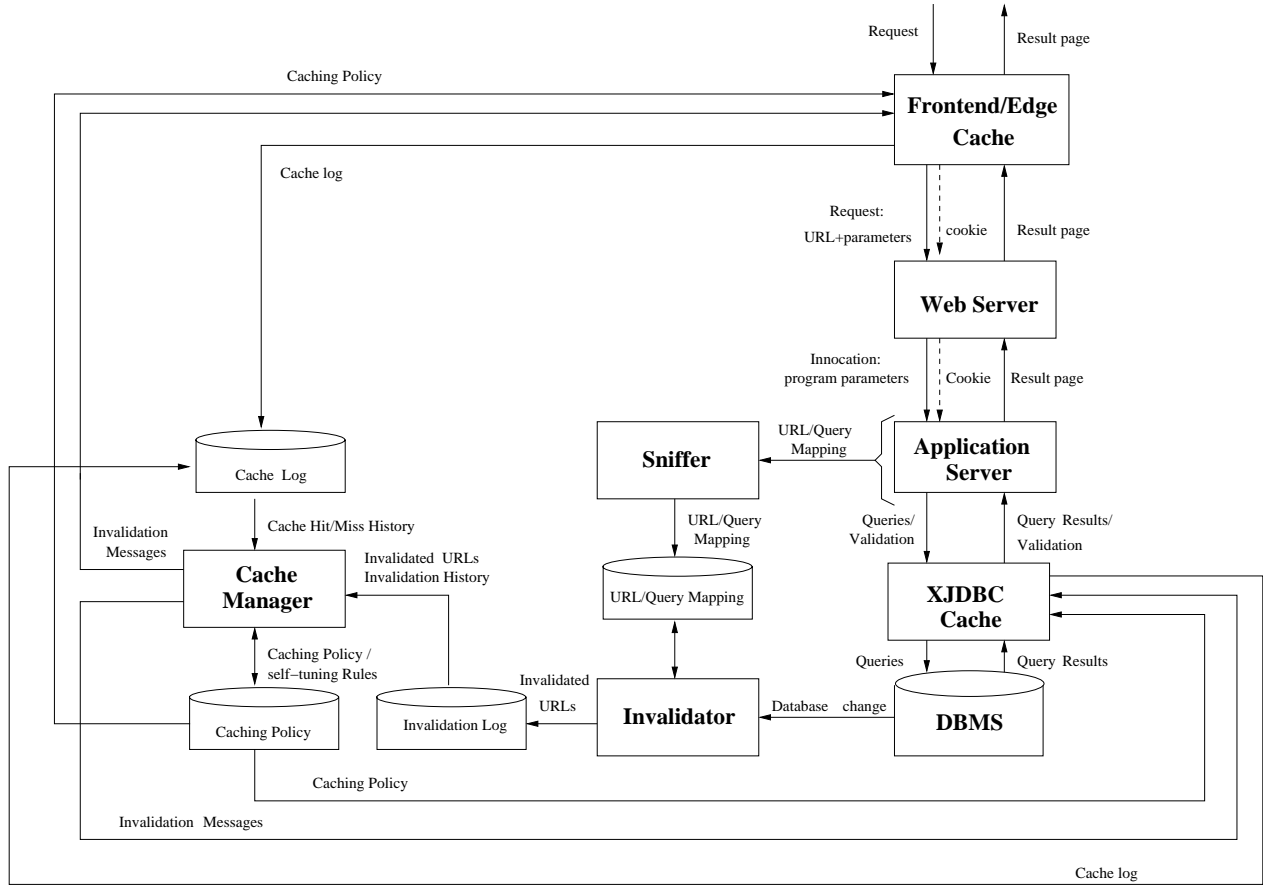 Request
Result page
Caching Policy
Frontend/Edge
Cache
Cache log
Request:
URL+parameters
cookie
Result page
Web Server
Innocation:
program parameters
Cookie
Result page
URL/Query
Mapping
Application
Server
Sniffer
Cache Log
Cache Hit/Miss History
Invalidation
Messages
URL/Query
Mapping
Queries/
Validation
Query Results/
Validation
Invalidated URLs
Invalidation History
Cache
Manager
URL/Query Mapping
XJDBC
Cache
Caching Policy /
self-tuning Rules
Queries
Query Results
Invalidated
URLs
Caching Policy
Invalidation Log
Invalidator
Database change
DBMS
Caching Policy
Invalidation Messages
Cache log